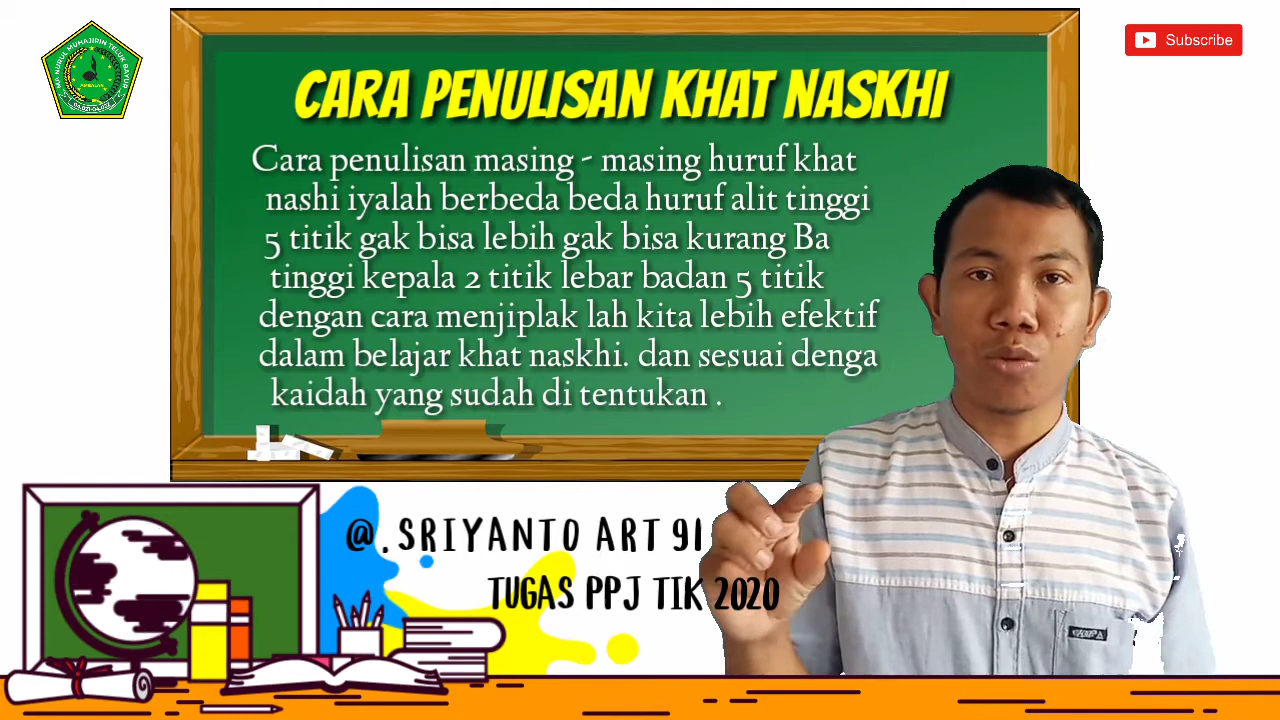 Subscribe
CARA PENULISAN KHAT NASKHI
Cara penulisan masing - masing huruf khat
nashi iyalah berbeda beda huruf alit tinggi
5 titik gak bisa lebih gak bisa kurang Ba
tinggi kepala 2 titik lebar badan 5 titik
dengan cara menjiplak lah kita lebih efektif
dalam belajar khat naskhi. dan sesuai denga
kaidah yang sudah di tentukan .
@. SRIYANTO ART 91
TUGAS PPJ TIK 2020